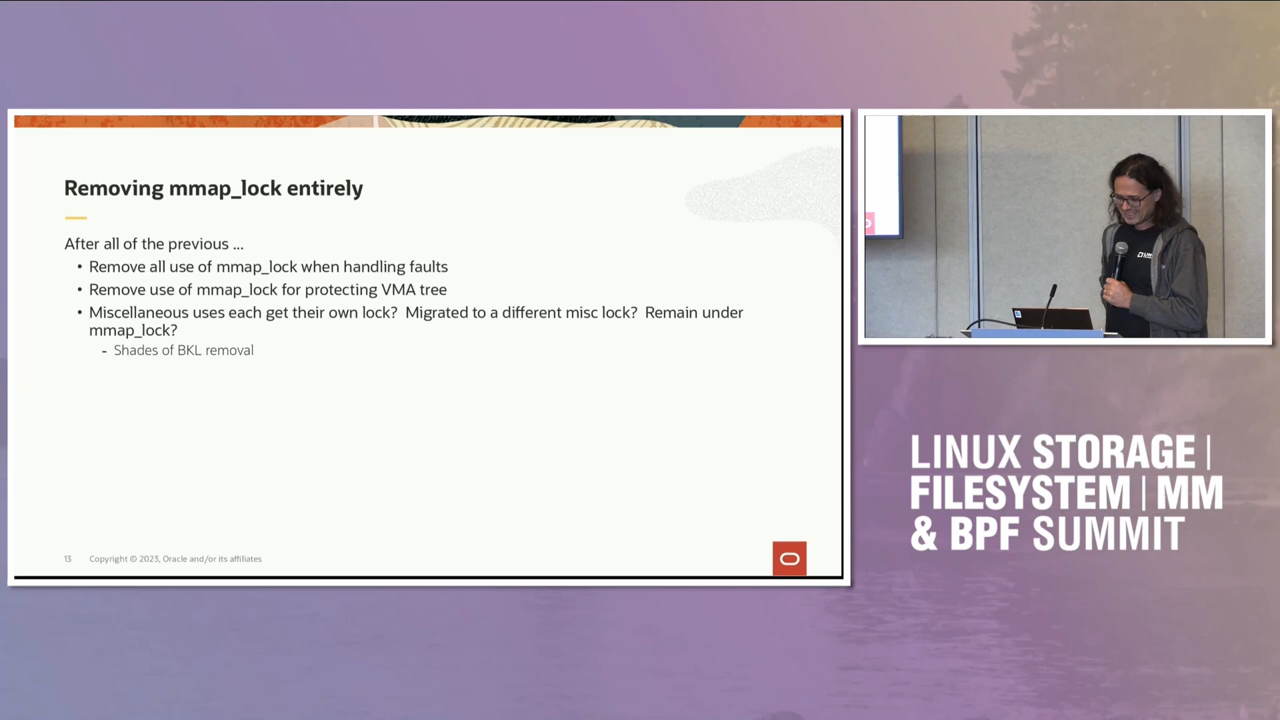 Removing mmap_lock entirely
After all of the previous ...
• Remove all use of mmap_lock when handling faults
• Remove use of mmap_lock for protecting VMA tree
• Miscellaneous uses each get their own lock?  Migrated to a different misc lock?  Remain under
mmap_lock?
- Shades of BKL removal
13 Copyright © 2023, Oracle and/or its affiliates
LINUX STORAGE |
FILESYSTEM | MM
& BPF SUMMIT